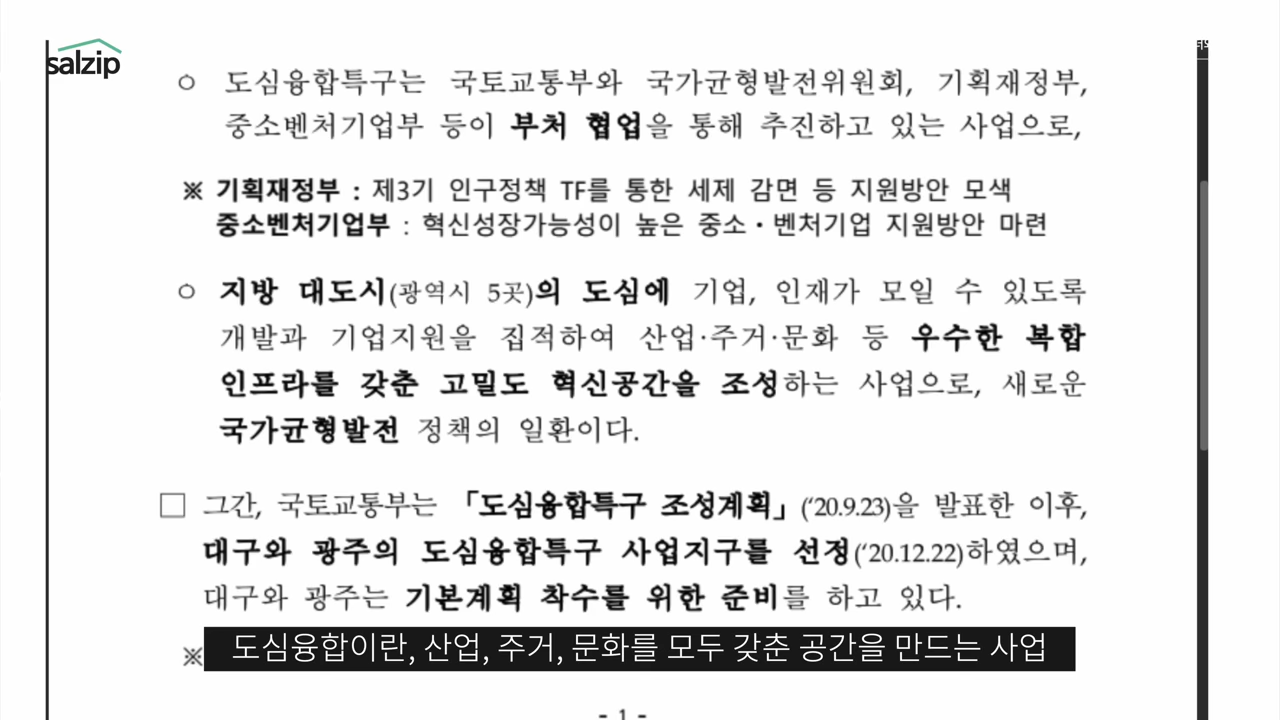 salzip
○ 도심융합특구는 국토교통부와 국가균형발전위원회, 기획재정부,
중소벤처기업부 등이 부처 협업을 통해 추진하고 있는 사업으로,
※ 기획재정부 : 제3기 인구정책 TF를 통한 세제 감면 등 지원방안 모색
중소벤처기업부 : 혁신성장가능성이 높은 중소・벤처기업 지원방안 마련
○ 지방 대도시(광역시 5곳)의 도심에 기업, 인재가 모일 수 있도록
개발과 기업지원을 집적하여 산업·주거·문화 등 우수한 복합
인프라를 갖춘 고밀도 혁신공간을 조성하는 사업으로, 새로운
국가균형발전 정책의 일환이다.
□ 그간, 국토교통부는 「도심융합특구 조성계획」(‘20.9.23)을 발표한 이후,
대구와 광주의 도심융합특구 사업지구를 선정(‘20.12.22)하였으며,
대구와 광주는 기본계획 착수를 위한 준비를 하고 있다.
※
도심융합이란, 산업, 주거, 문화를 모두 갖춘 공간을 만드는 사업
- 1 -